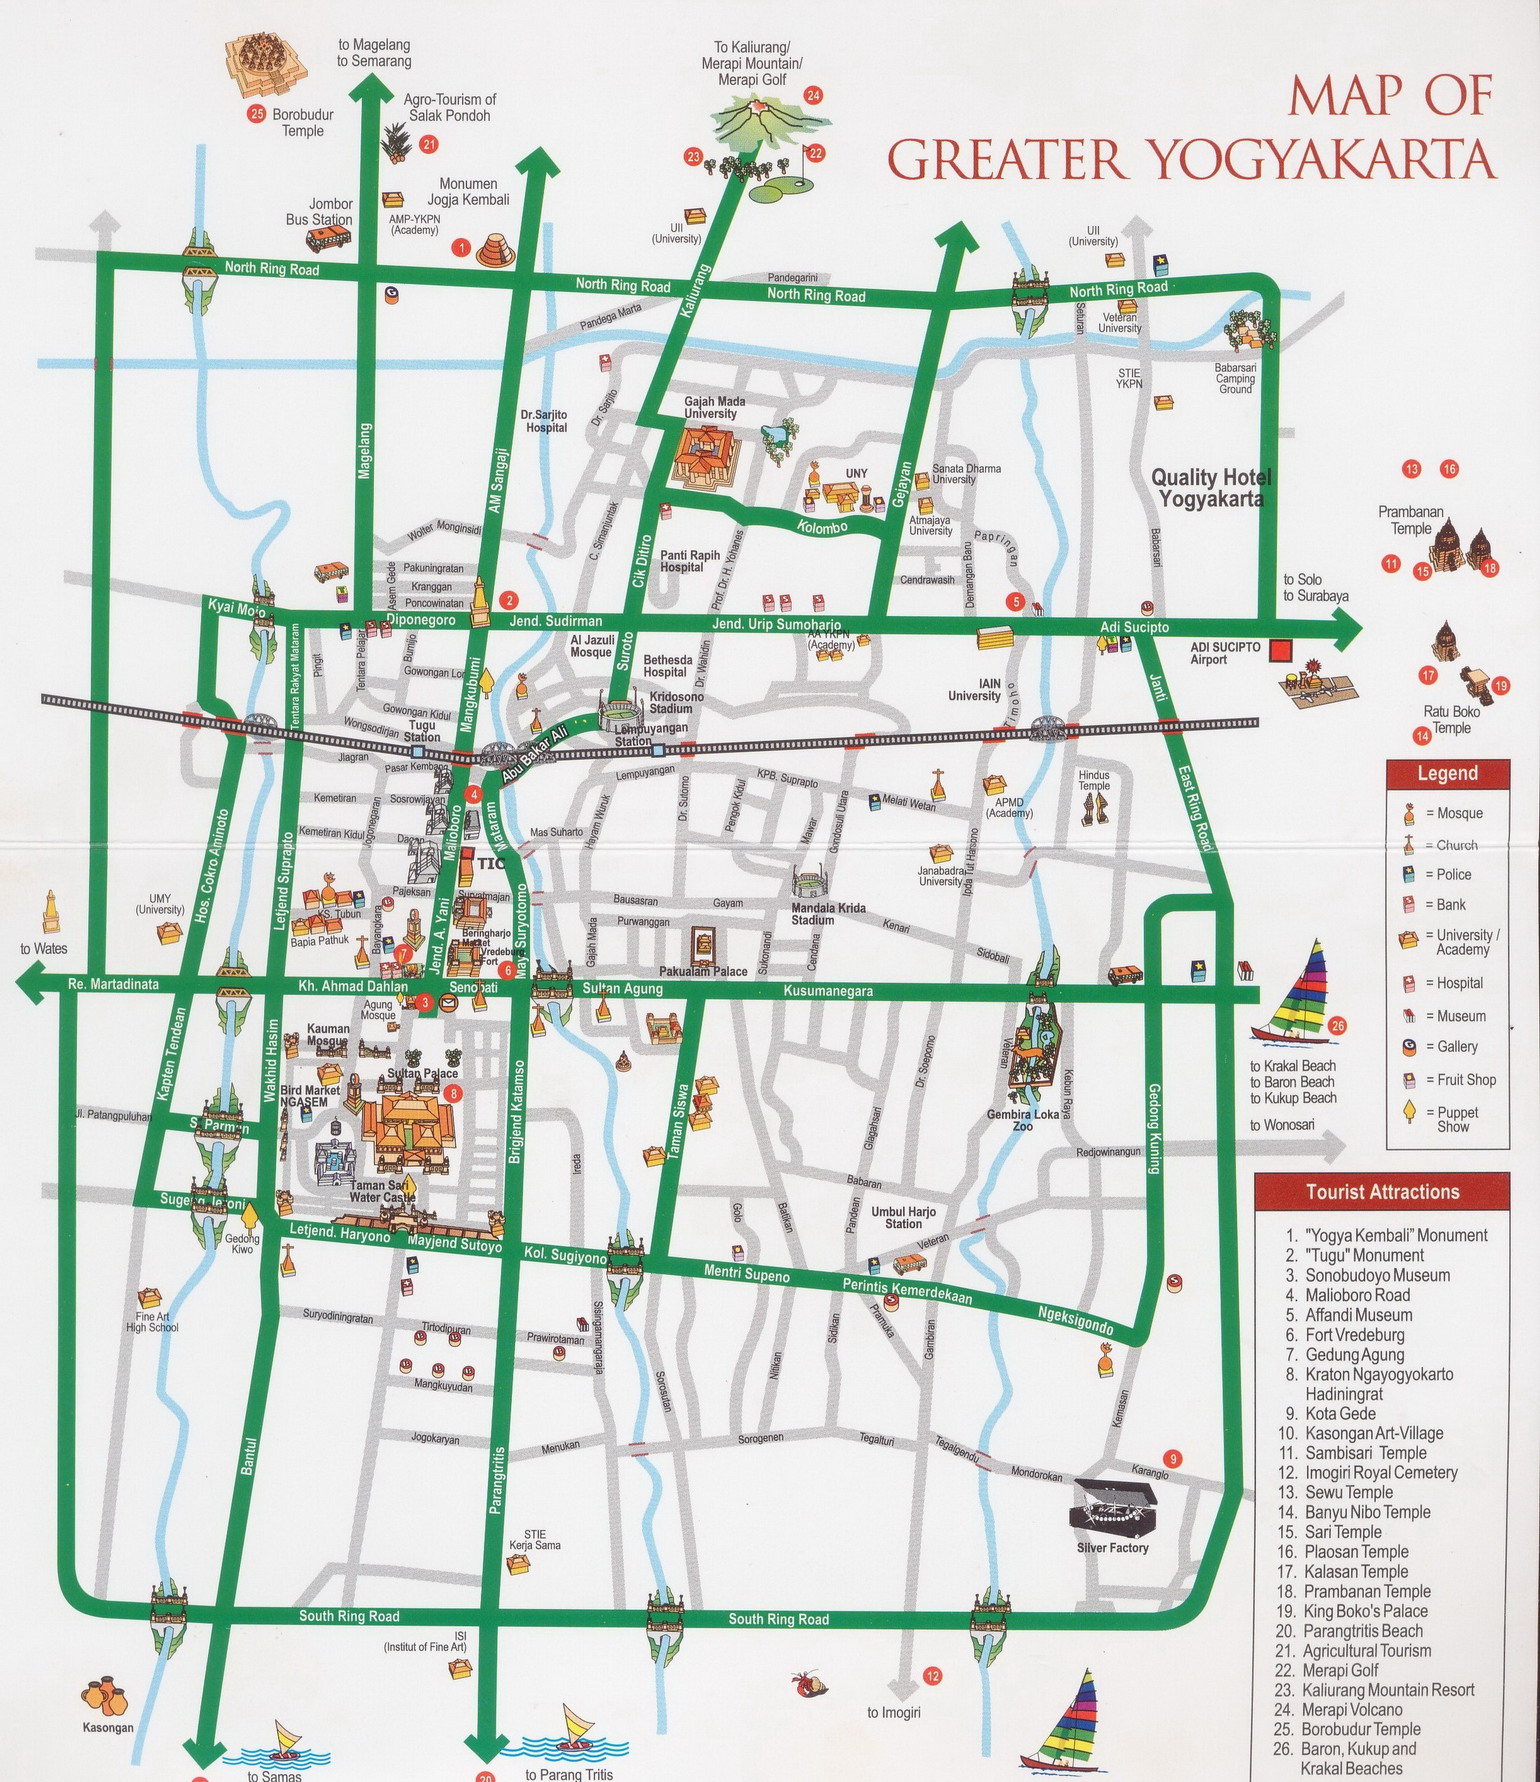 MAP OF
GREATER YOGYAKARTA
to Magelang
to Semarang
To Kaliurang/
Merapi Mountain/
Merapi Golf
24
25
Borobudur
Temple
Agro-Tourism of
Salak Pondoh
21
23
22
Monumen
Jogja Kembali
1
Jombor
Bus Station
AMP-YKPN
(Academy)
UII
(University)
UII
(University)
North Ring Road
North Ring Road
North Ring Road
North Ring Road
Pandegarini
Pandega Marta
Kaliurang
Seturan
Veteran
University
Babarsari
Camping
Ground
STIE
YKPN
Dr.Sarjito
Hospital
Dr. Sarjito
Gajah Mada
University
Magelang
AM Sangaji
UNY
Gejayan
Sanata Dharma
University
Atmajaya
University
Quality Hotel
Yogyakarta
13
16
Prambanan
Temple
11
15
18
Wolter Monginsidi
C. Simanjuntak
Kolombo
Papringan
Babarsari
Cik Ditiro
Panti Rapih
Hospital
Prof. Dr. H. Yohanes
Demangan Baru
Cendrawasih
Pakuningratan
Kranggan
Poncowinatan
Asem Gede
to Solo
to Surabaya
Kyai Mojo
Diponegoro
2
Jend. Sudirman
Jend. Urip Sumoharjo
5
Adi Sucipto
ADI SUCIPTO
Airport
AA YKPN
(Academy)
Al Jazuli
Mosque
Suroto
Bethesda
Hospital
Dr. Wahidin
IAIN
University
Timoho
Janti
17
19
Ratu Boko
Temple
14
Tentara Rakyat Mataram
Pingit
Tentara Pelajar
Bumijo
Gowongan Lor
Gowongan Kidul
Mangkubumi
Kridosono
Stadium
Wongsodirjan
Tugu
Station
Lempuyangan
Station
Abu Bakar Ali
Jlagran
Pasar Kembang
Lempuyangan
KPB. Suprapto
Kemetiran
Sosrowijayan
4
Kemetiran Kidul
Jogonegaran
Dagen
Malioboro
Mataram
Mas Suharto
Hayam Wuruk
Dr. Sutomo
Pengok Kidul
Mawar
Gondosuli Utara
Melati Wetan
APMD
(Academy)
Hindus
Temple
East Ring Road
Legend
= Mosque
= Church
= Police
= Bank
= University /
Academy
= Hospital
= Museum
= Gallery
= Fruit Shop
= Puppet
Show
TIC
Janabadra
University
Ipda Tut Harsono
Hos. Cokro Aminoto
Letjend Suprapto
UMY
(University)
to Wates
KS. Tubun
Bapia Pathuk
Pajeksan
Bayangkara
Jend. A. Yani
Suryatmajan
Beringharjo
Market
Vredeburg
Fort
May. Suryotomo
7
6
Bausasran
Gayam
Purwanggan
Gajah Mada
Pakualam Palace
Sukonandi
Cendana
Mandala Krida
Stadium
Kenari
Sidobali
Re. Martadinata
Kh. Ahmad Dahlan
Senopati
Sultan Agung
Kusumanegara
26
to Krakal Beach
to Baron Beach
to Kukup Beach
to Wonosari
Agung
Mosque
3
Kauman
Mosque
Sultan Palace
8
Bird Market
NGASEM
Kapten Tendean
Wakhid Hasim
Jl. Patangpuluhan
S. Parman
Brigjend Katamso
Taman Siswa
Ireda
Dr. Soepomo
Veteran
Kebun Raya
Gembira Loka
Zoo
Glagahsari
Redjowinangun
Gedong Kuning
Taman Sari
Water Castle
Sugeng Jeroni
Gedong
Kiwo
Letjend. Haryono
Mayjend Sutoyo
Kol. Sugiyono
Mentri Supeno
Perintis Kemerdekaan
Ngeksigondo
Golo
Batikan
Babaran
Pandean
Umbul Harjo
Station
Veteran
Fine Art
High School
Suryodiningratan
Tirtodipuran
Prawirotaman
Mangkuyudan
Sisingamangaraja
Sorosutan
Nitikan
Sidikan
Pramuka
Gambiran
Kemasan
Jogokaryan
Menukan
Sorogenen
Tegalturi
Tegalgendu
Mondorokan
Karanglo
9
Silver Factory
Bantul
Parangtritis
STIE
Kerja Sama
South Ring Road
South Ring Road
ISI
(Institut of Fine Art)
Kasongan
12
to Imogiri
to Samas
20
to Parang Tritis
Tourist Attractions
1. "Yogya Kembali" Monument
2. "Tugu" Monument
3. Sonobudoyo Museum
4. Malioboro Road
5. Affandi Museum
6. Fort Vredeburg
7. Gedung Agung
8. Kraton Ngayogyokarto
Hadiningrat
9. Kota Gede
10. Kasongan Art-Village
11. Sambisari Temple
12. Imogiri Royal Cemetery
13. Sewu Temple
14. Banyu Nibo Temple
15. Sari Temple
16. Plaosan Temple
17. Kalasan Temple
18. Prambanan Temple
19. King Boko's Palace
20. Parangtritis Beach
21. Agricultural Tourism
22. Merapi Golf
23. Kaliurang Mountain Resort
24. Merapi Volcano
25. Borobudur Temple
26. Baron, Kukup and
Krakal Beaches